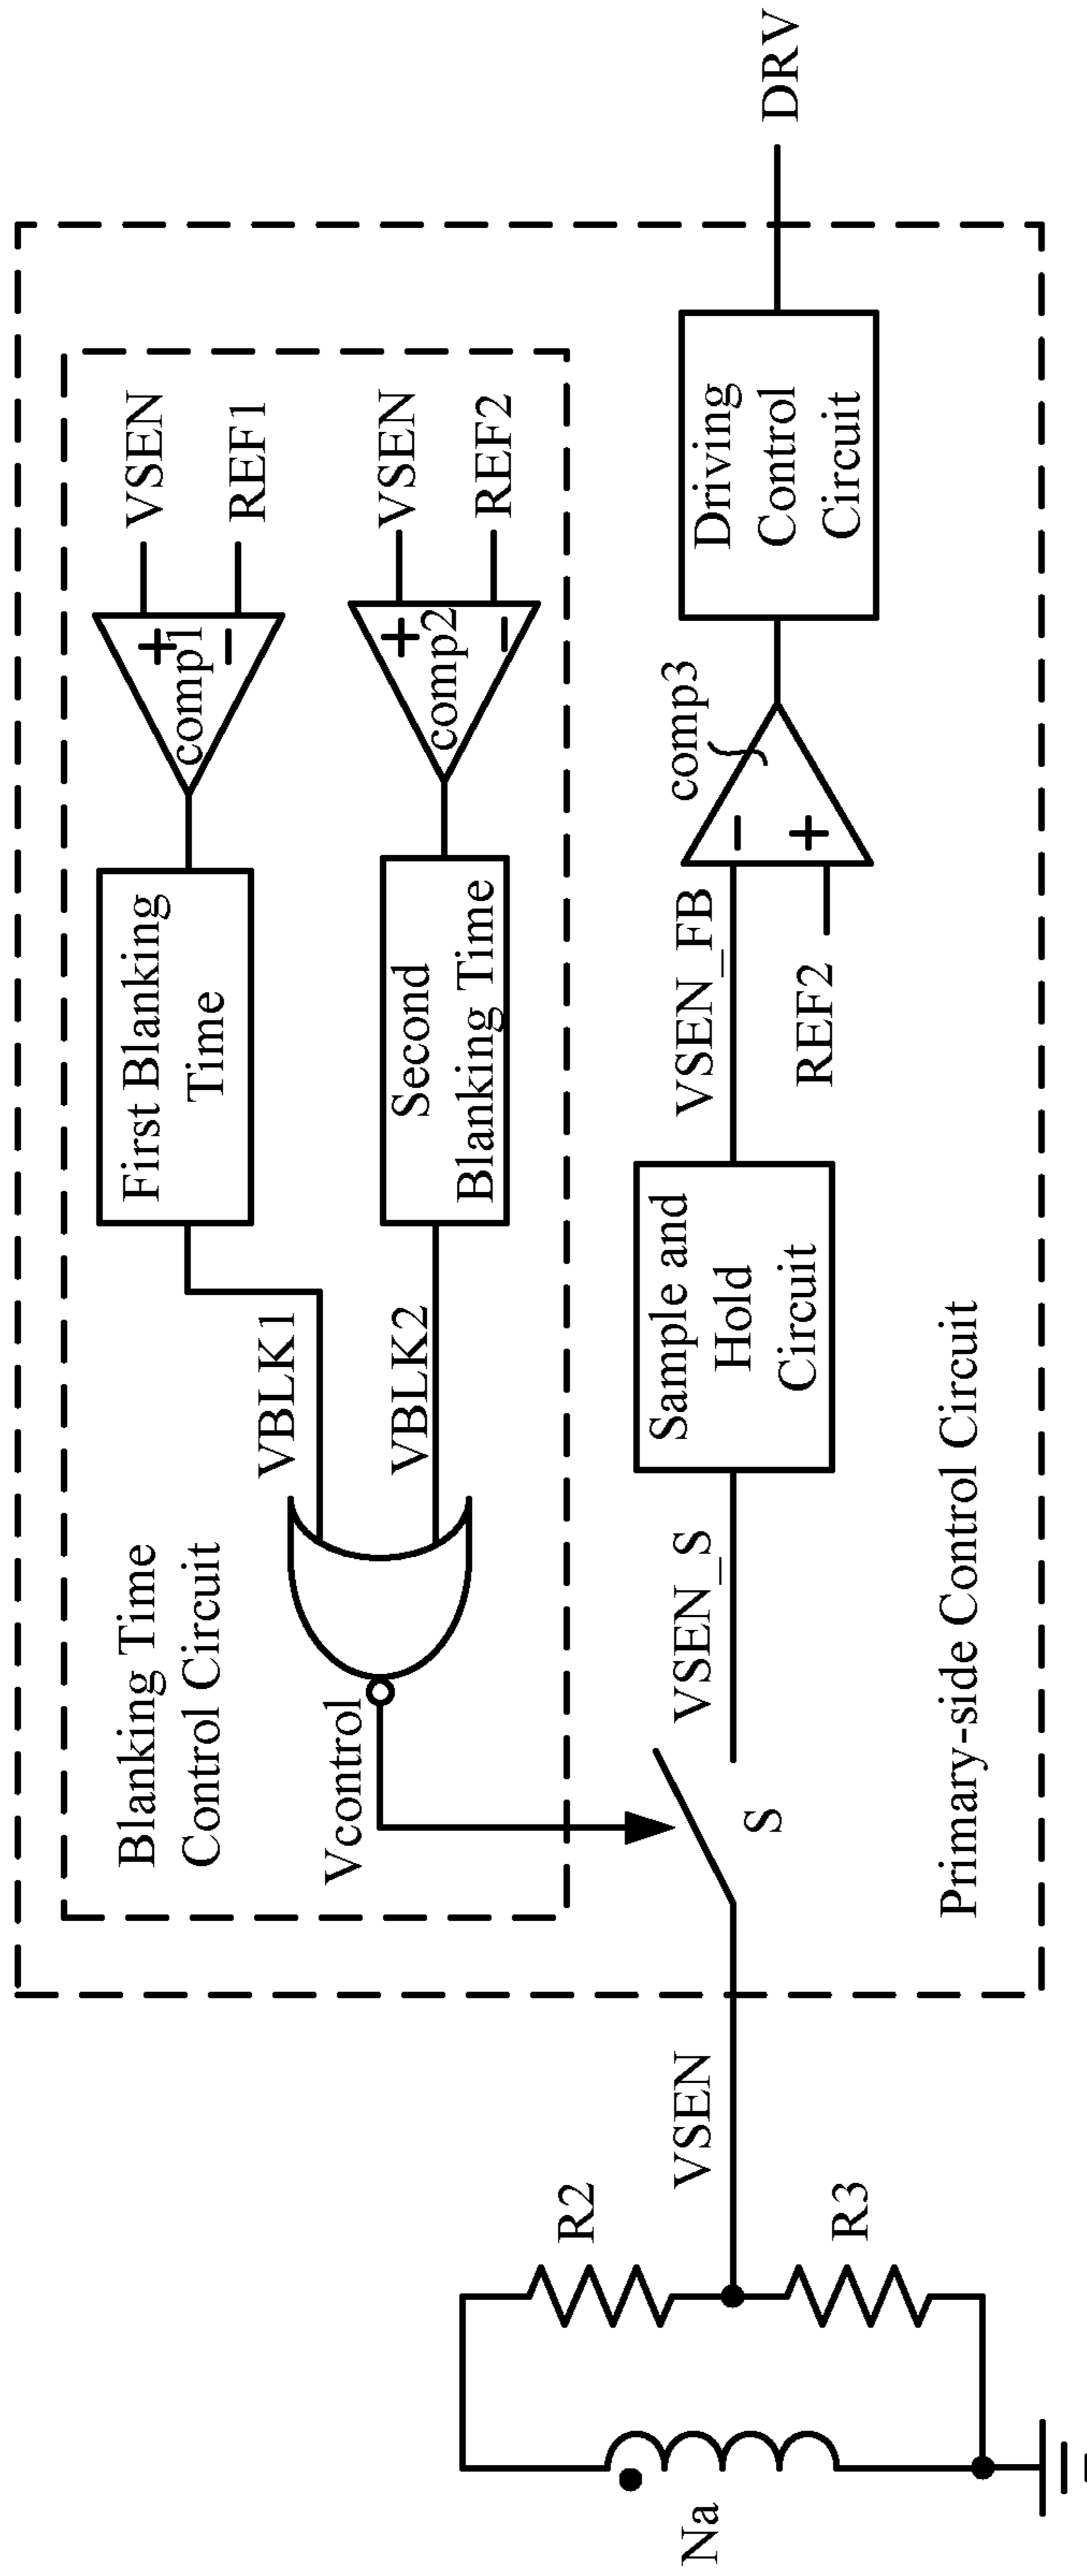 Blanking Time
Control Circuit
Vcontrol
VBLK1
VBLK2
First Blanking
Time
Second
Blanking Time
comp1
+
−
VSEN
REF1
comp2
+
−
VSEN
REF2
Na
R2
R3
VSEN
S
VSEN_S
Sample and
Hold
Circuit
VSEN_FB
REF2
comp3
−
+
Driving
Control
Circuit
DRV
Primary-side Control Circuit